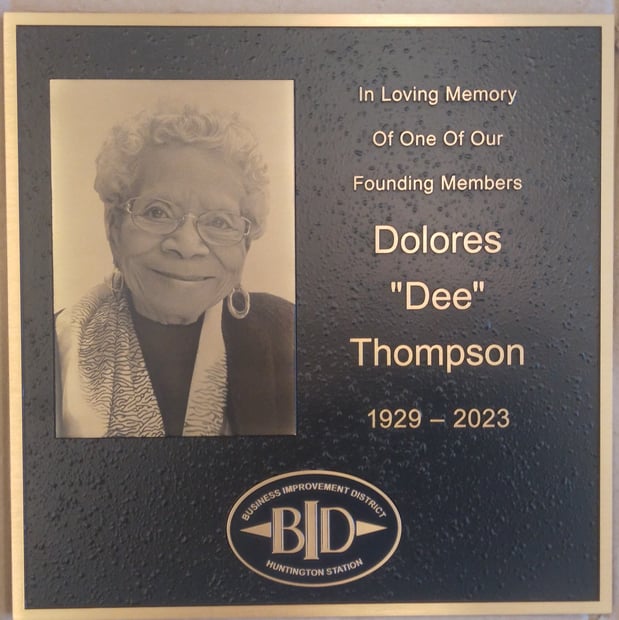 In Loving Memory
Of One Of Our
Founding Members
Dolores
"Dee"
Thompson
1929 – 2023
BUSINESS IMPROVEMENT DISTRICT
BID
HUNTINGTON STATION